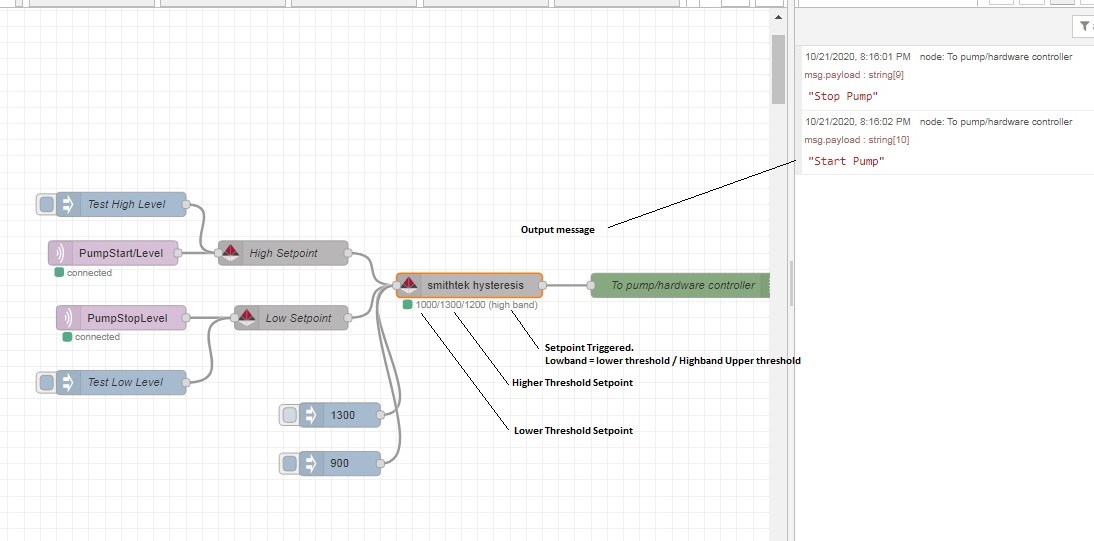 10/21/2020, 8:16:01 PM node: To pump/hardware controller
msg.payload : string[9]
"Stop Pump"
10/21/2020, 8:16:02 PM node: To pump/hardware controller
msg.payload : string[10]
"Start Pump"
Test High Level
Output message
PumpStart/Level
High Setpoint
connected
smithtek hysteresis
To pump/hardware controller
1000/1300/1200 (high band)
PumpStopLevel
Low Setpoint
connected
Setpoint Triggered.
Lowband = lower threshold / Highband Upper threshold
Test Low Level
Higher Threshold Setpoint
1300
Lower Threshold Setpoint
900